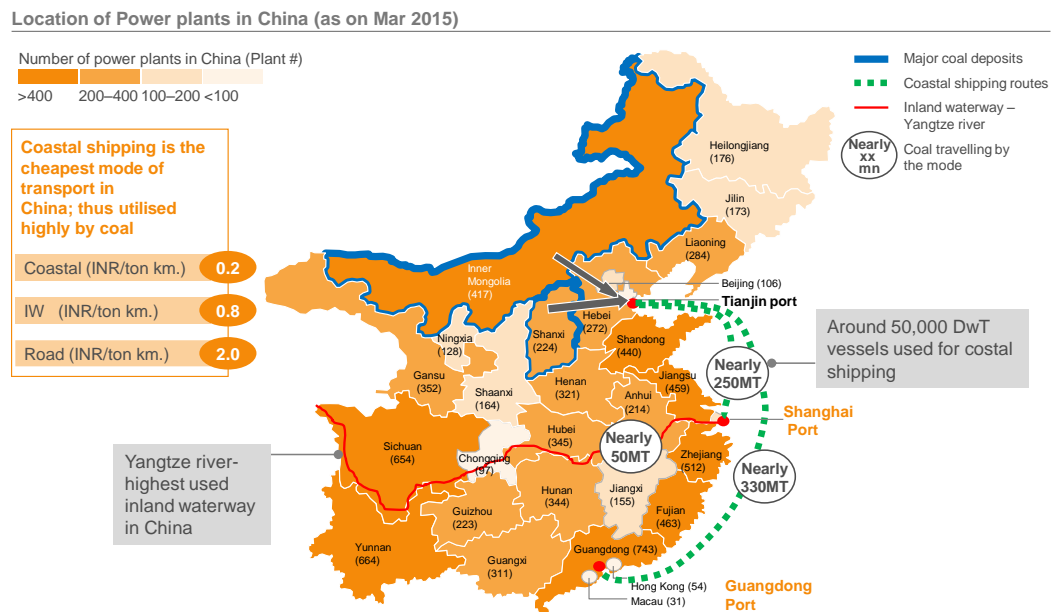 Location of Power plants in China (as on Mar 2015)
Number of power plants in China (Plant #)
>400
200–400
100–200
<100
Major coal deposits
Coastal shipping routes
Inland waterway –
Yangtze river
Nearly
xx
mn
Coal travelling by
the mode
Coastal shipping is the
cheapest mode of
transport in
China; thus utilised
highly by coal
Coastal (INR/ton km.)
0.2
IW (INR/ton km.)
0.8
Road (INR/ton km.)
2.0
Heilongjiang
(176)
Jilin
(173)
Liaoning
(284)
Inner
Mongolia
(417)
Beijing (106)
Tianjin port
Hebei
(272)
Shanxi
(224)
Ningxia
(128)
Shandong
(440)
Around 50,000 DwT
vessels used for costal
shipping
Gansu
(352)
Shaanxi
(164)
Henan
(321)
Jiangsu
(459)
Nearly
250MT
Anhui
(214)
Shanghai
Port
Hubei
(345)
Nearly
50MT
Sichuan
(654)
Chongqing
(97)
Zhejiang
(512)
Nearly
330MT
Yangtze river-
highest used
inland waterway
in China
Hunan
(344)
Jiangxi
(155)
Guizhou
(223)
Fujian
(463)
Yunnan
(664)
Guangxi
(311)
Guangdong (743)
Hong Kong (54)
Macau (31)
Guangdong
Port